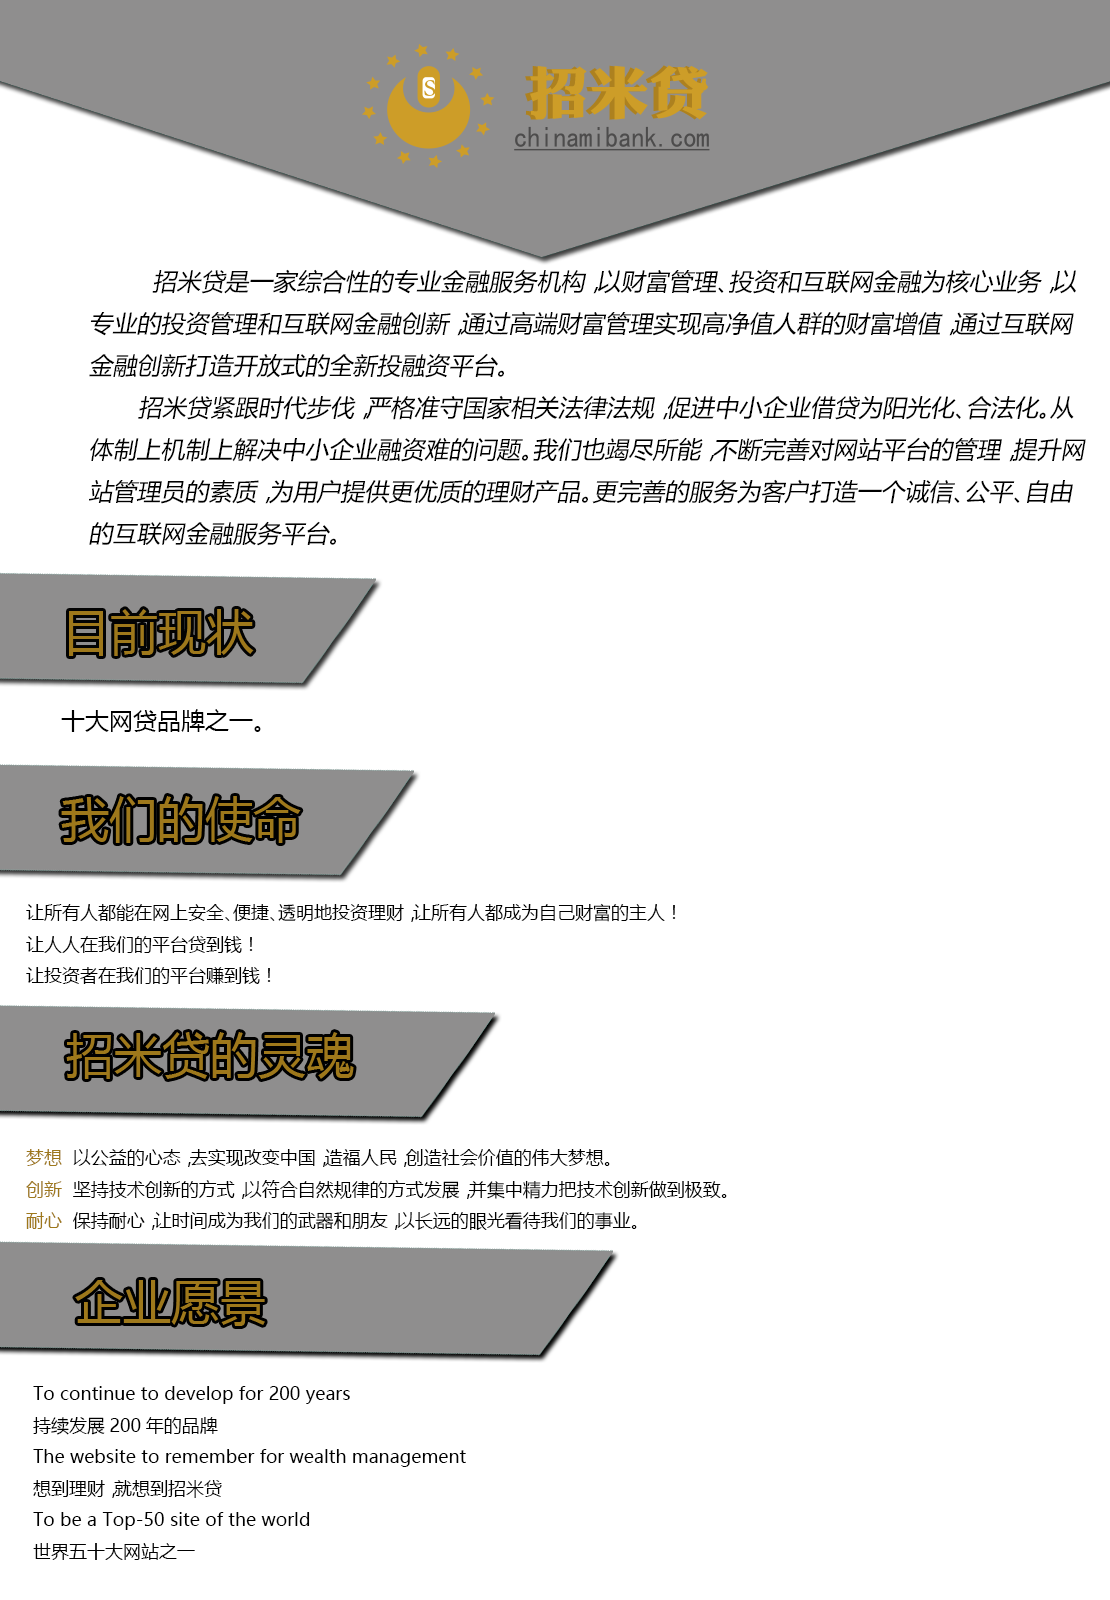 招米贷
chinamibank.com
招米贷是一家综合性的专业金融服务机构,以财富管理、投资和互联网金融为核心业务,以
专业的投资管理和互联网金融创新,通过高端财富管理实现高净值人群的财富增值,通过互联网
金融创新打造开放式的全新投融资平台。
招米贷紧跟时代步伐,严格准守国家相关法律法规,促进中小企业借贷为阳光化、合法化。从
体制上机制上解决中小企业融资难的问题。我们也竭尽所能,不断完善对网站平台的管理,提升网
站管理员的素质,为用户提供更优质的理财产品。更完善的服务为客户打造一个诚信、公平、自由
的互联网金融服务平台。
目前现状
十大网贷品牌之一。
我们的使命
让所有人都能在网上安全、便捷、透明地投资理财,让所有人都成为自己财富的主人！
让人人在我们的平台贷到钱！
让投资者在我们的平台赚到钱！
招米贷的灵魂
梦想 以公益的心态,去实现改变中国,造福人民,创造社会价值的伟大梦想。
创新 坚持技术创新的方式,以符合自然规律的方式发展,并集中精力把技术创新做到极致。
耐心 保持耐心,让时间成为我们的武器和朋友,以长远的眼光看待我们的事业。
企业愿景
To continue to develop for 200 years
持续发展 200 年的品牌
The website to remember for wealth management
想到理财,就想到招米贷
To be a Top-50 site of the world
世界五十大网站之一